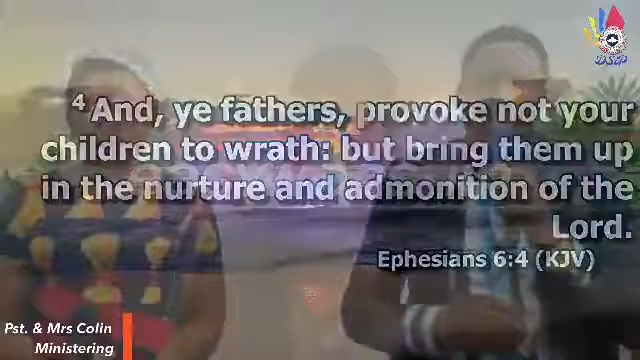 4 And, ye fathers, provoke not your
children to wrath: but bring them up
in the nurture and admonition of the
Lord.
Ephesians 6:4 (KJV)
DSP
Pst. & Mrs Colin
Ministering